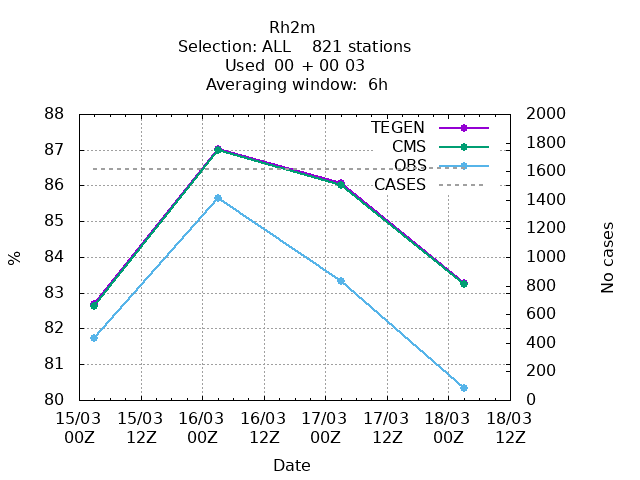 Rh2m
Selection: ALL    821 stations
Used 00 + 00 03
Averaging window:  6h
88
87
86
85
84
83
82
81
80
2000
1800
1600
1400
1200
1000
800
600
400
200
0
TEGEN
CMS
OBS
CASES
%
No cases
15/03 15/03 16/03 16/03 17/03 17/03 18/03 18/03
00Z 12Z 00Z 12Z 00Z 12Z 00Z 12Z
Date